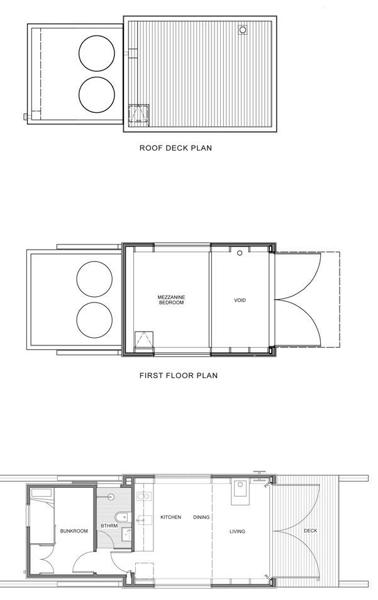 ROOF DECK PLAN
MEZZANINE
BEDROOM
VOID
FIRST FLOOR PLAN
KITCHEN
DINING
BUNKROOM
BTHRM
LIVING
DECK